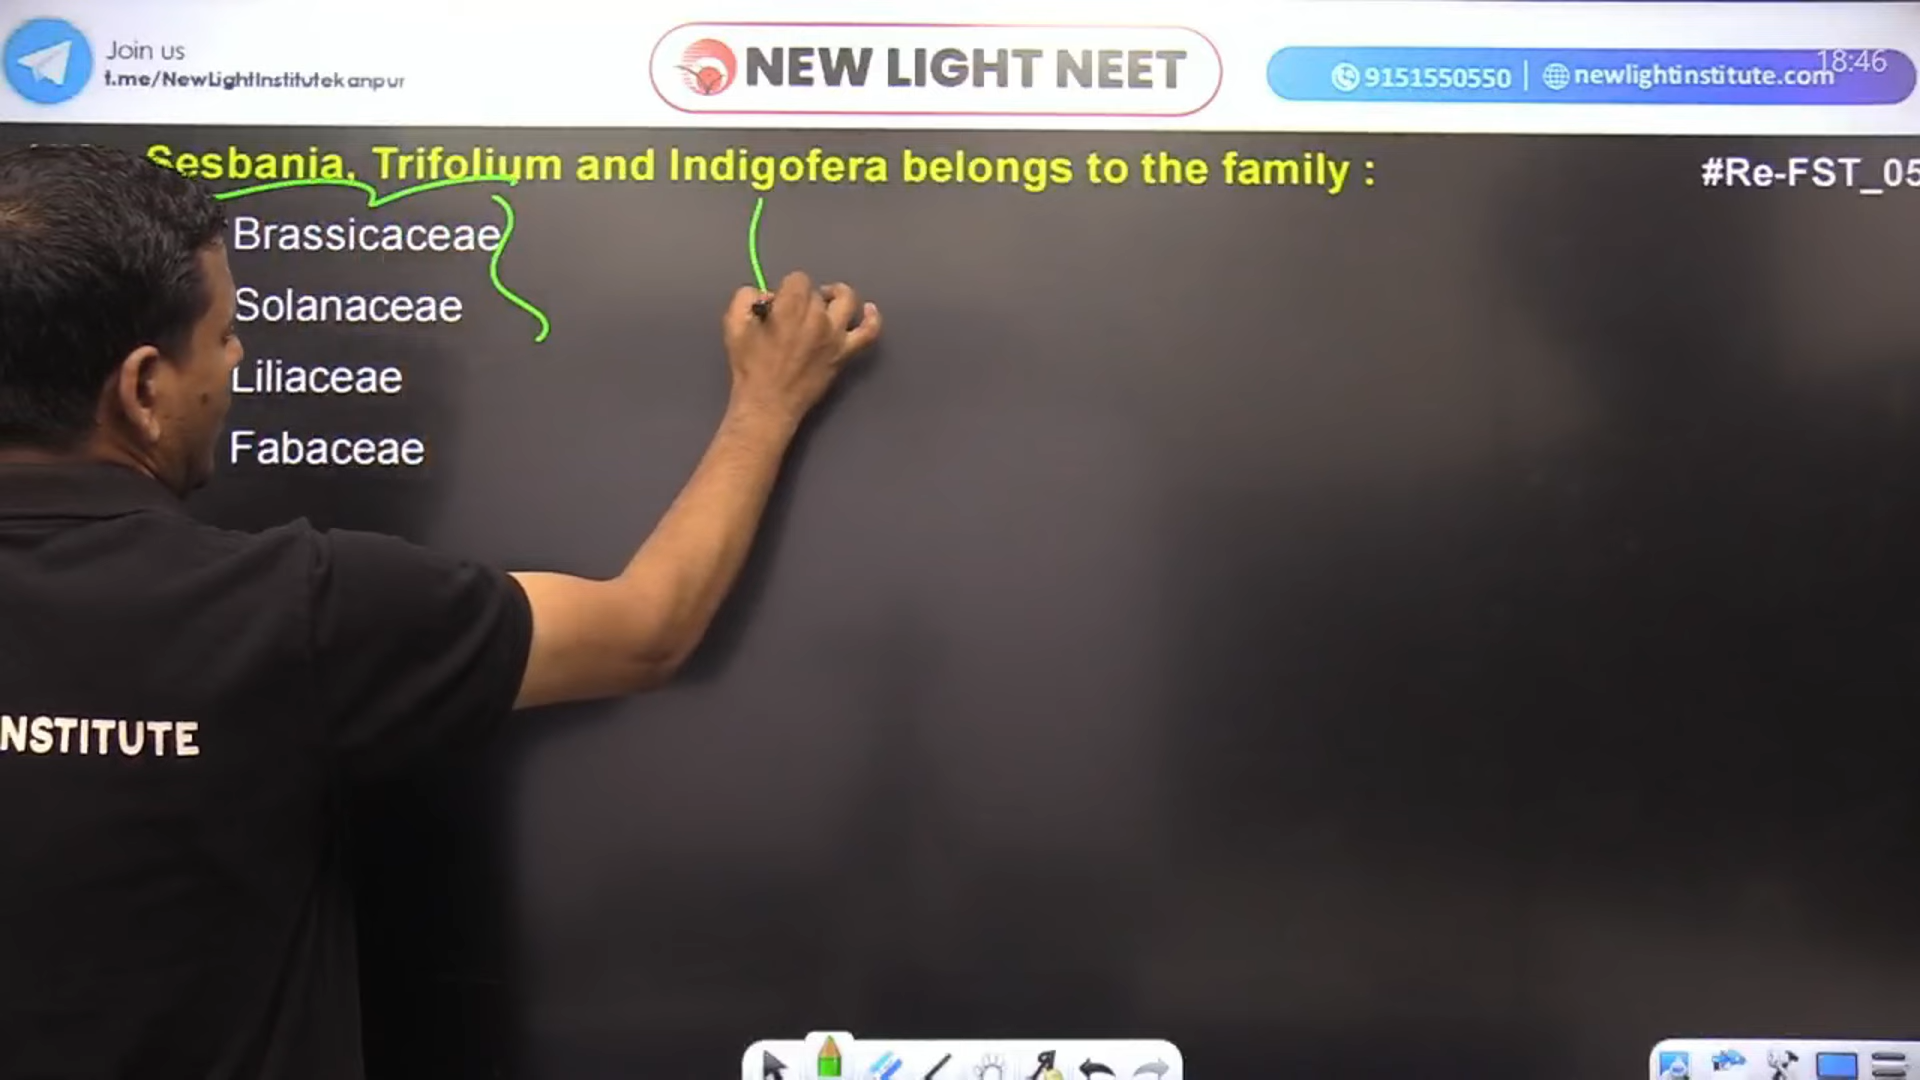 Join us
t.me/NewLightInstitutekanpur
NEW LIGHT NEET
9151550550 | newlightinstitute.com
18:46
Sesbania, Trifolium and Indigofera belongs to the family :
#Re-FST_05
Brassicaceae
Solanaceae
Liliaceae
Fabaceae
NSTITUTE